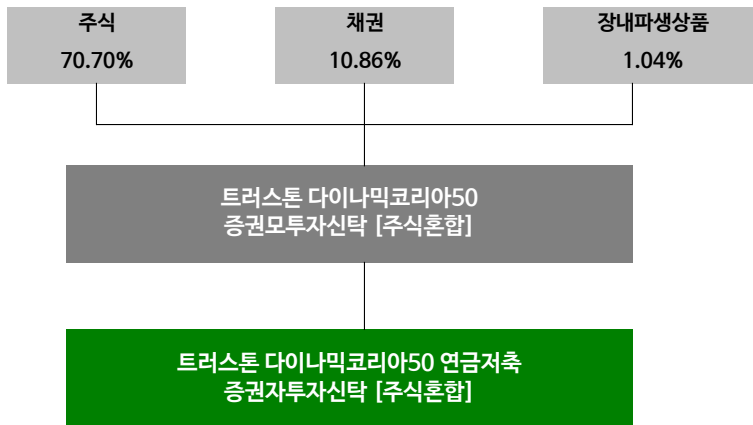 주식
70.70%
채권
10.86%
장내파생상품
1.04%
트러스톤 다이나믹코리아50
증권모투자신탁 [주식혼합]
트러스톤 다이나믹코리아50 연금저축
증권자투자신탁 [주식혼합]